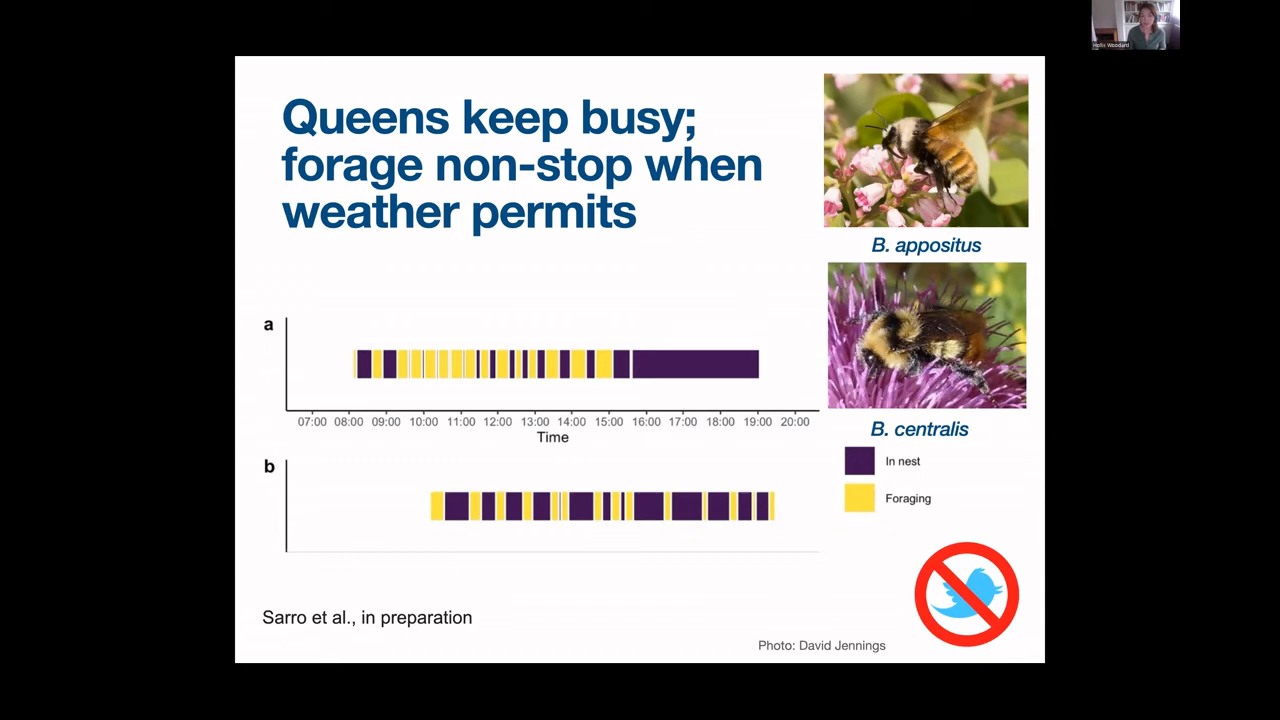 Hollis Woodard
Queens keep busy;
forage non-stop when
weather permits
B. appositus
B. centralis
a
07:00 08:00 09:00 10:00 11:00 12:00 13:00 14:00 15:00 16:00 17:00 18:00 19:00 20:00
Time
b
In nest
Foraging
Sarro et al., in preparation
Photo: David Jennings